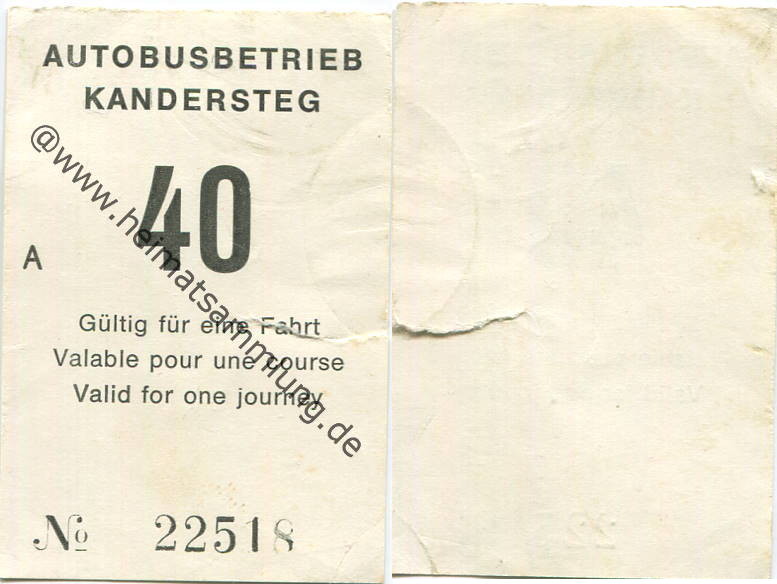 AUTOBUSBETRIEB
KANDERSTEG
40
A
Gültig für eine Fahrt
Valable pour une course
Valid for one journey
№ 22518
@www.heimatsammlung.de